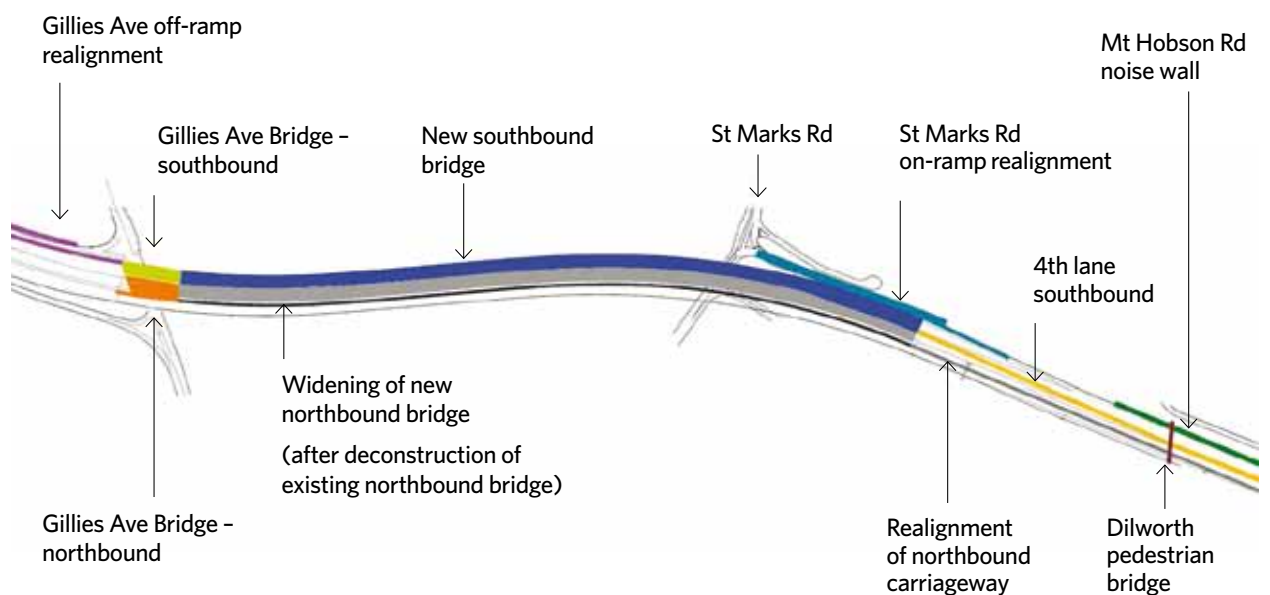 Gillies Ave off-ramp
realignment
Gillies Ave Bridge –
southbound
New southbound
bridge
St Marks Rd
St Marks Rd
on-ramp realignment
Mt Hobson Rd
noise wall
4th lane
southbound
Widening of new
northbound bridge
(after deconstruction of
existing northbound bridge)
Gillies Ave Bridge –
northbound
Realignment
of northbound
carriageway
Dilworth
pedestrian
bridge